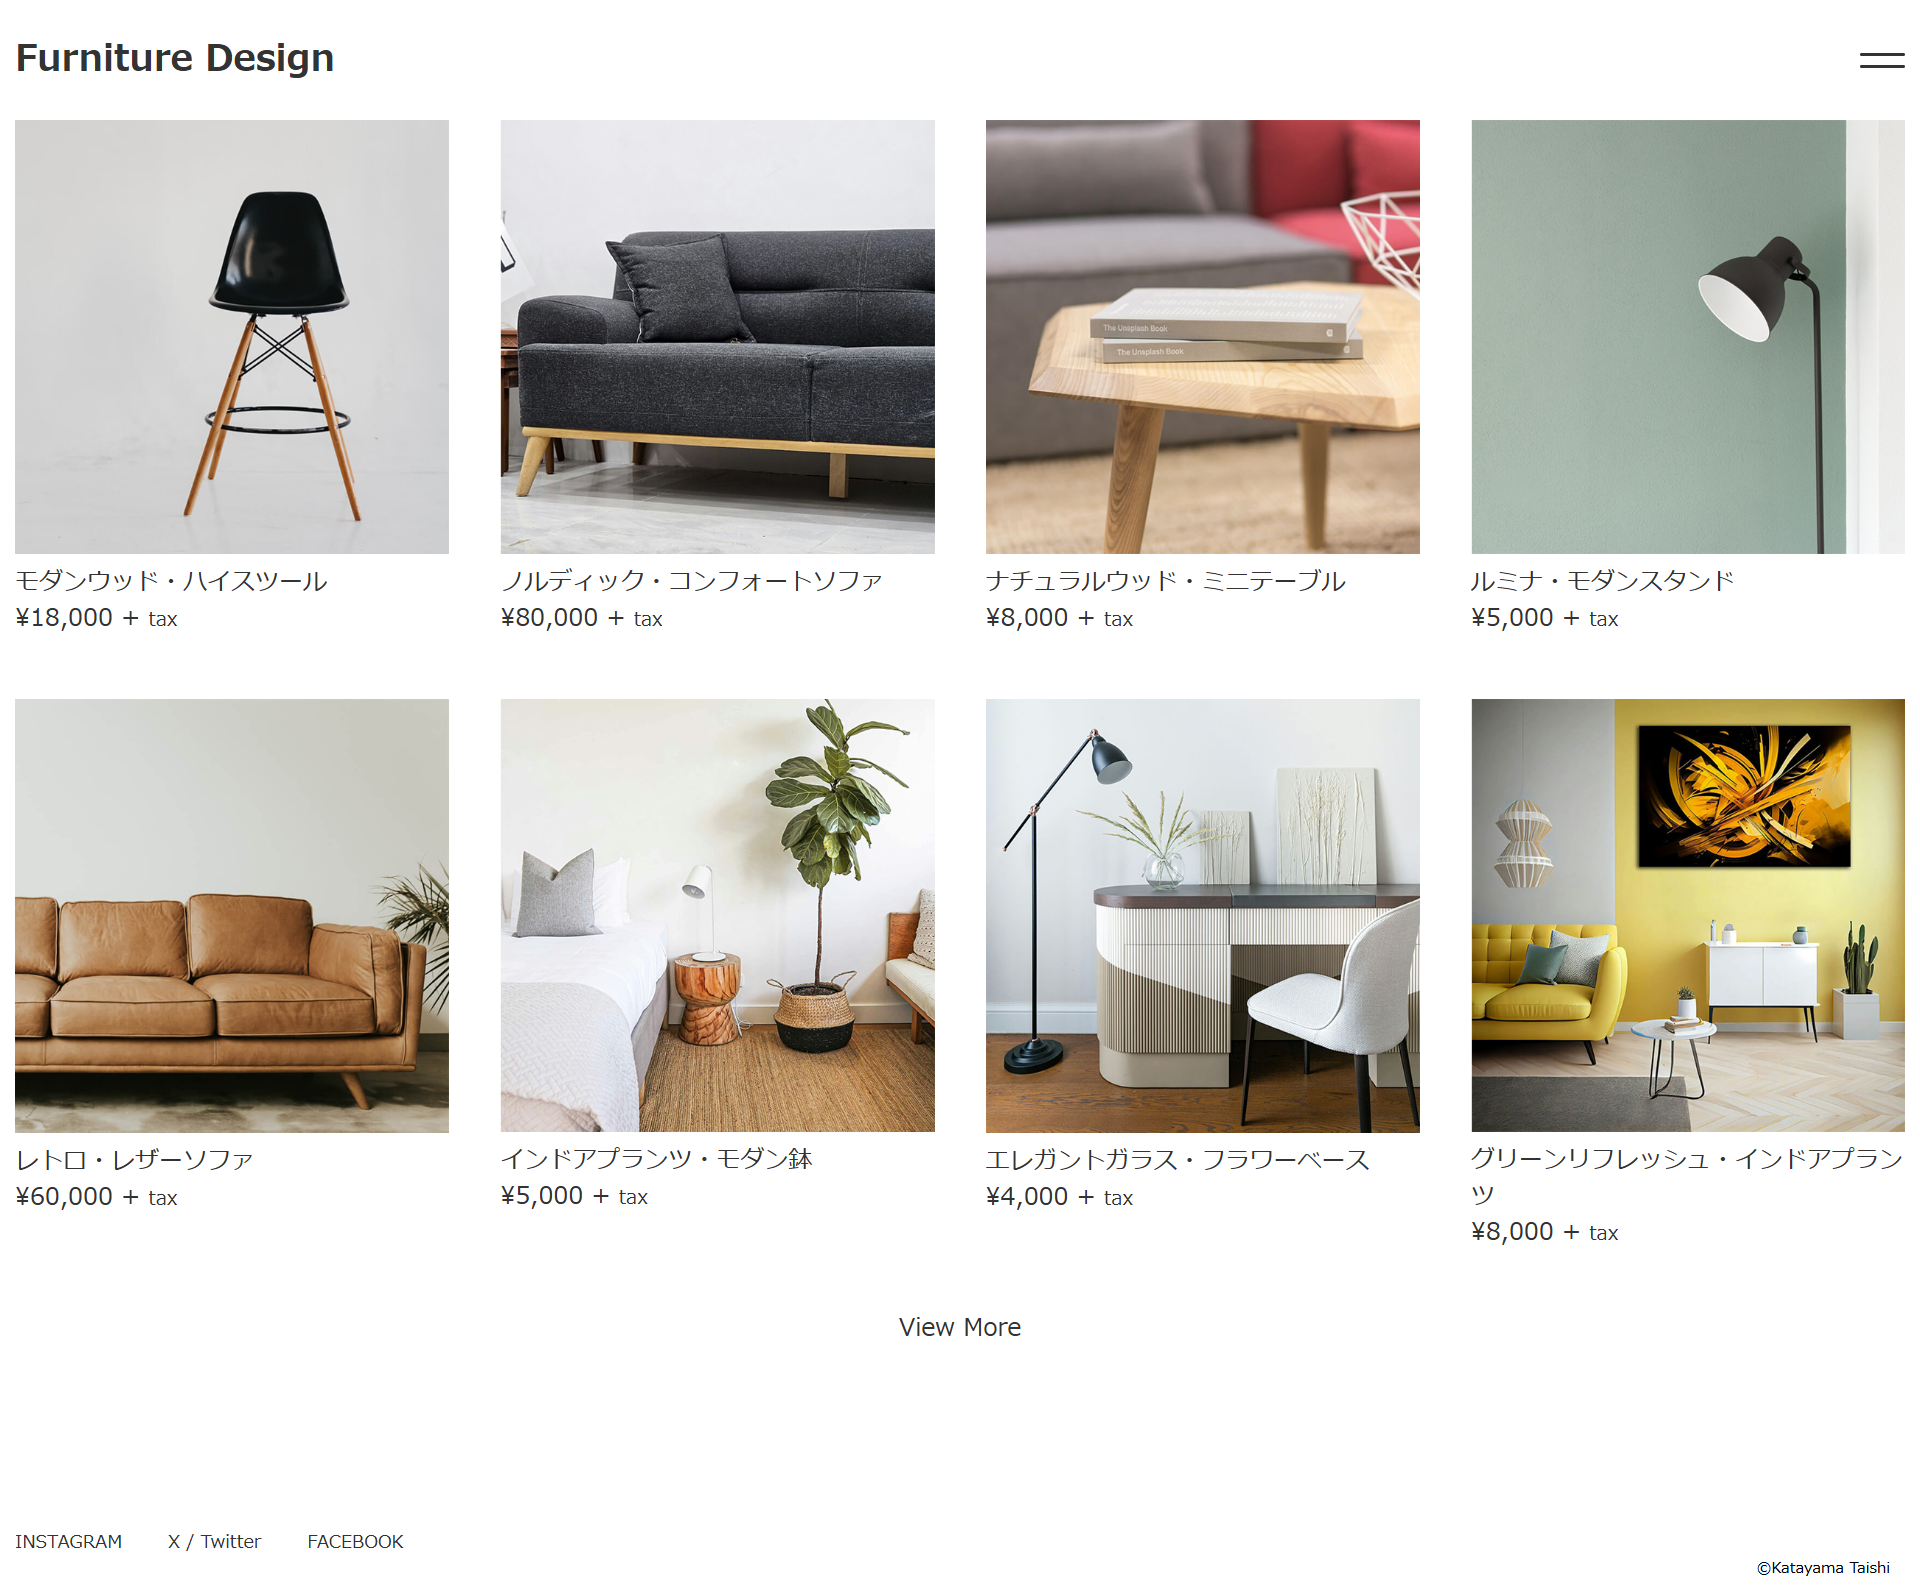 Furniture Design
The Unsplash Book
The Unsplash Book
モダンウッド・ハイスツール
¥18,000 + tax
ノルディック・コンフォートソファ
¥80,000 + tax
ナチュラルウッド・ミニテーブル
¥8,000 + tax
ルミナ・モダンスタンド
¥5,000 + tax
レトロ・レザーソファ
¥60,000 + tax
インドアプランツ・モダン鉢
¥5,000 + tax
エレガントガラス・フラワーベース
¥4,000 + tax
グリーンリフレッシュ・インドアプラン
ツ
¥8,000 + tax
View More
INSTAGRAM
X / Twitter
FACEBOOK
©Katayama Taishi